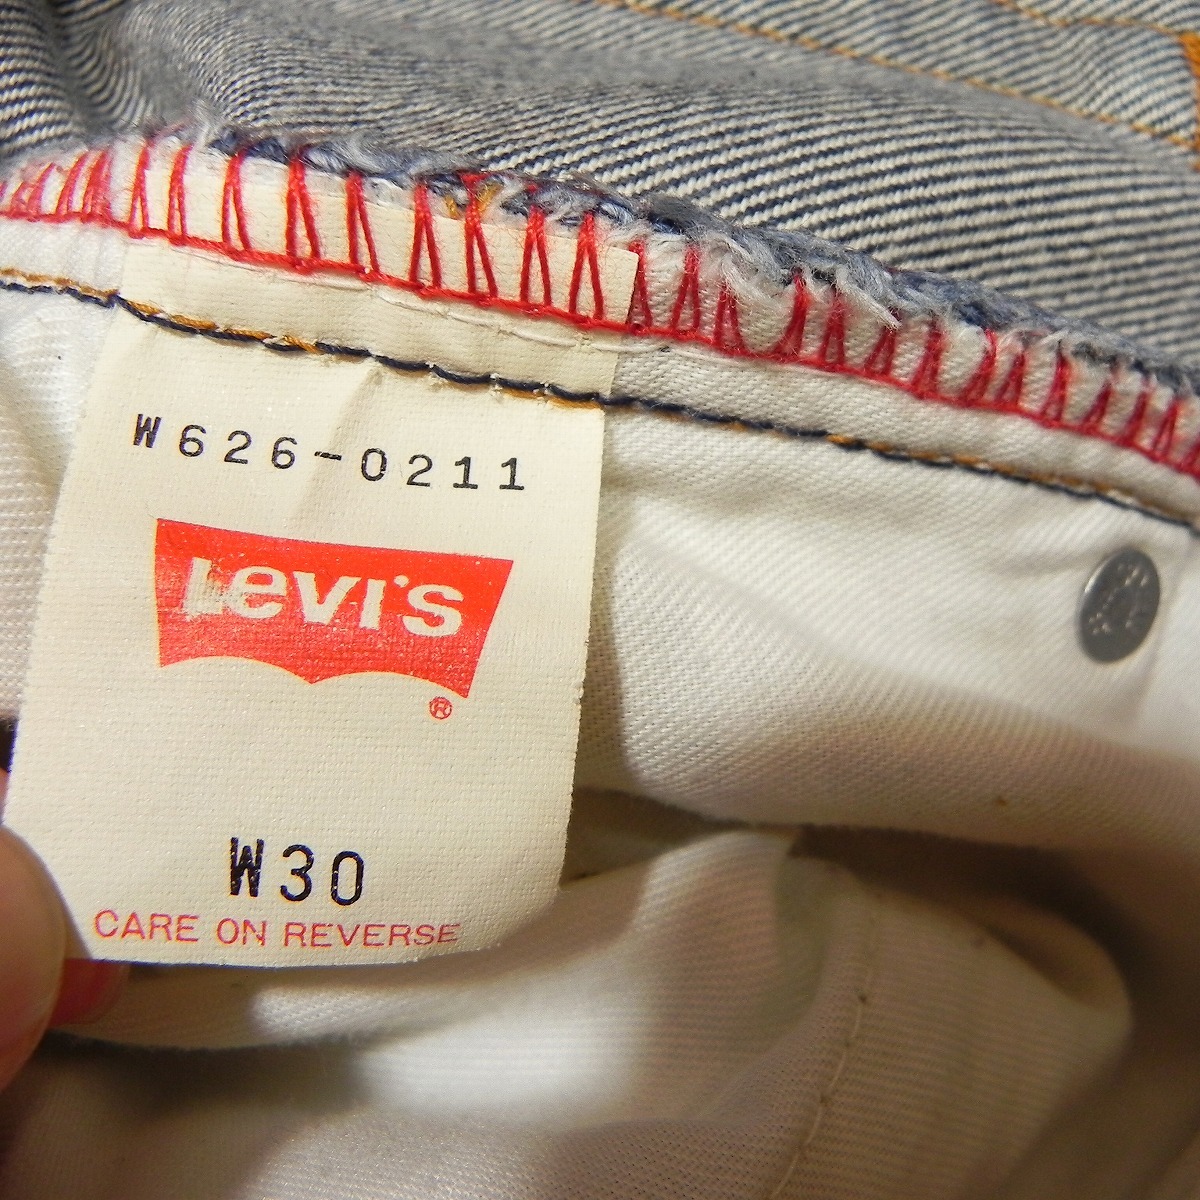 W626-0211
Levi's
®
W30
CARE ON REVERSE